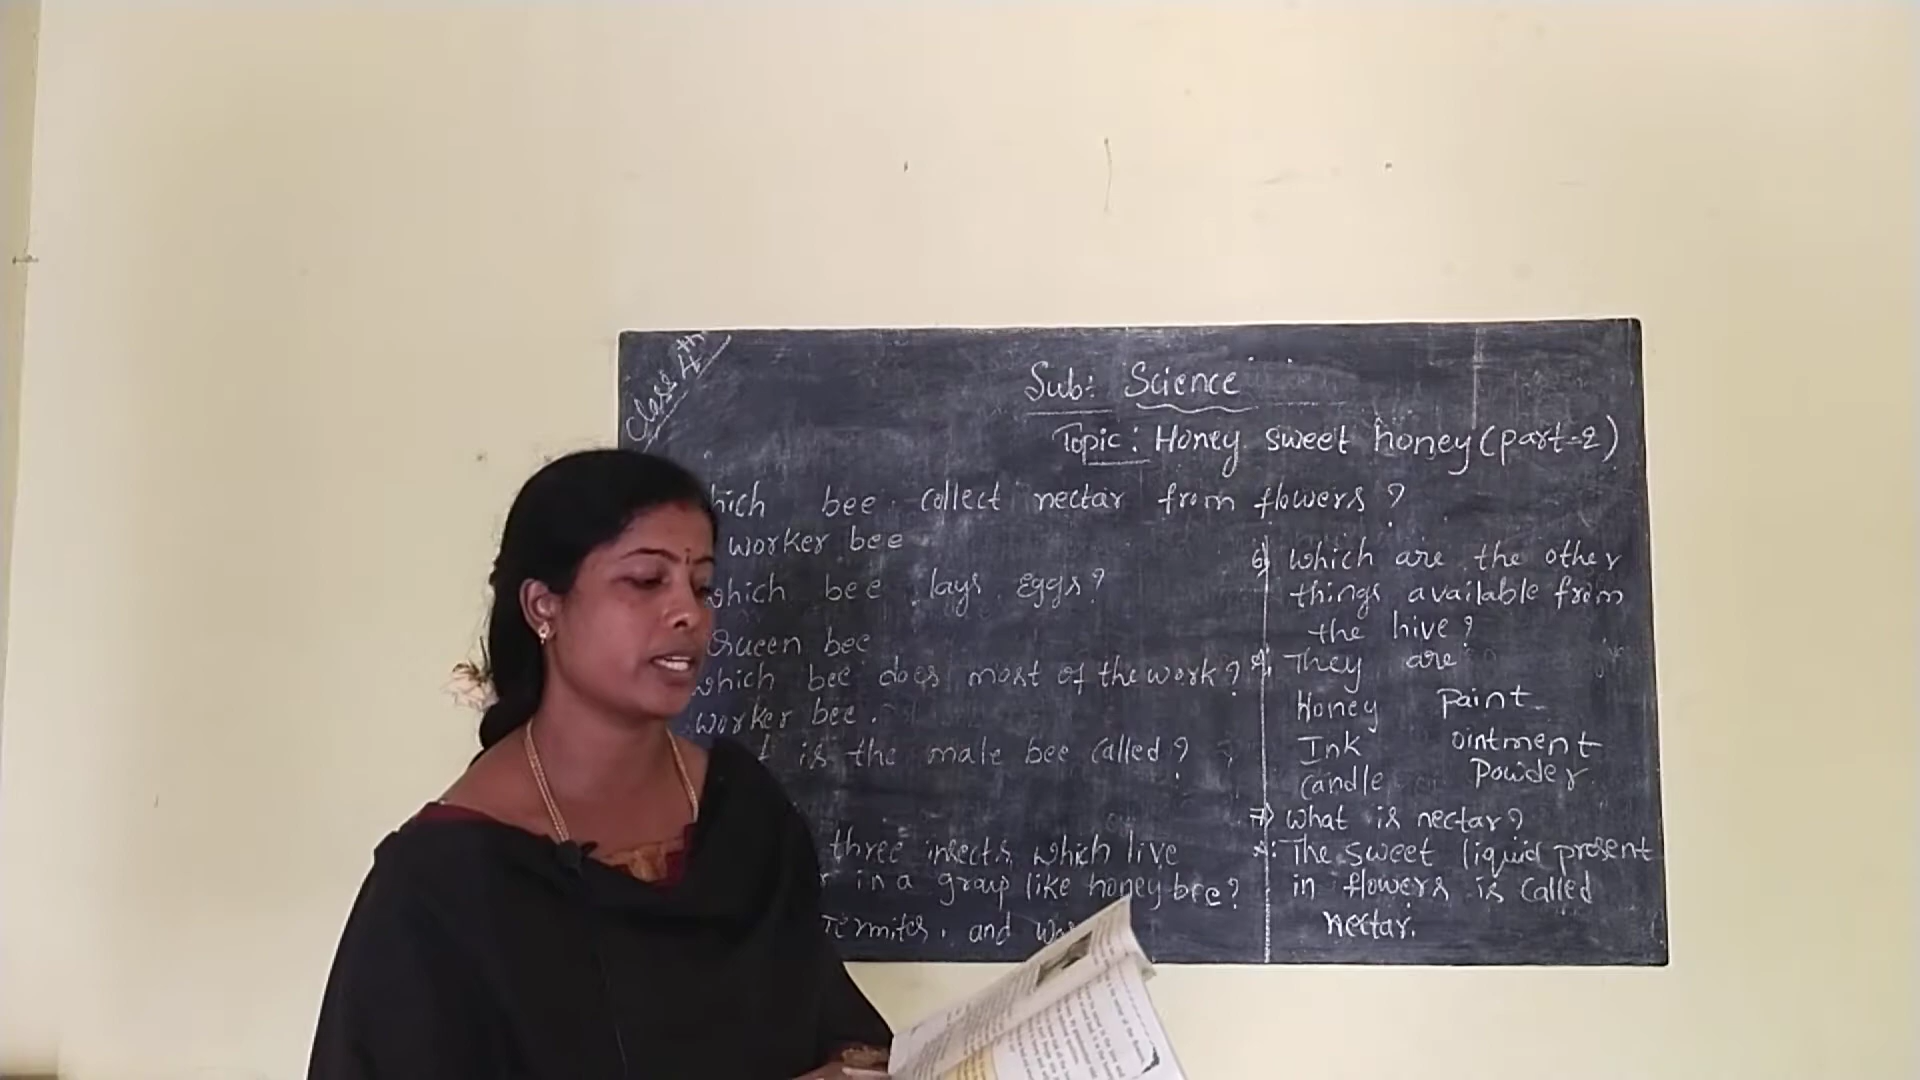 Class 4th
Sub: Science
Topic: Honey sweet honey (part-2)
hich bee collect nectar from flowers?
worker bee
which bee lays eggs?
Queen bee
which bee does most of the work?
worker bee.
t is the male bee called?
three insects which live
r in a group like honey bee?
Termites, and
6) which are the other
things available from
the hive?
A: They are
Honey Paint
Ink ointment
Candle Powder
7) What is nectar?
A: The sweet liquid present
in flowers is called
nectar.